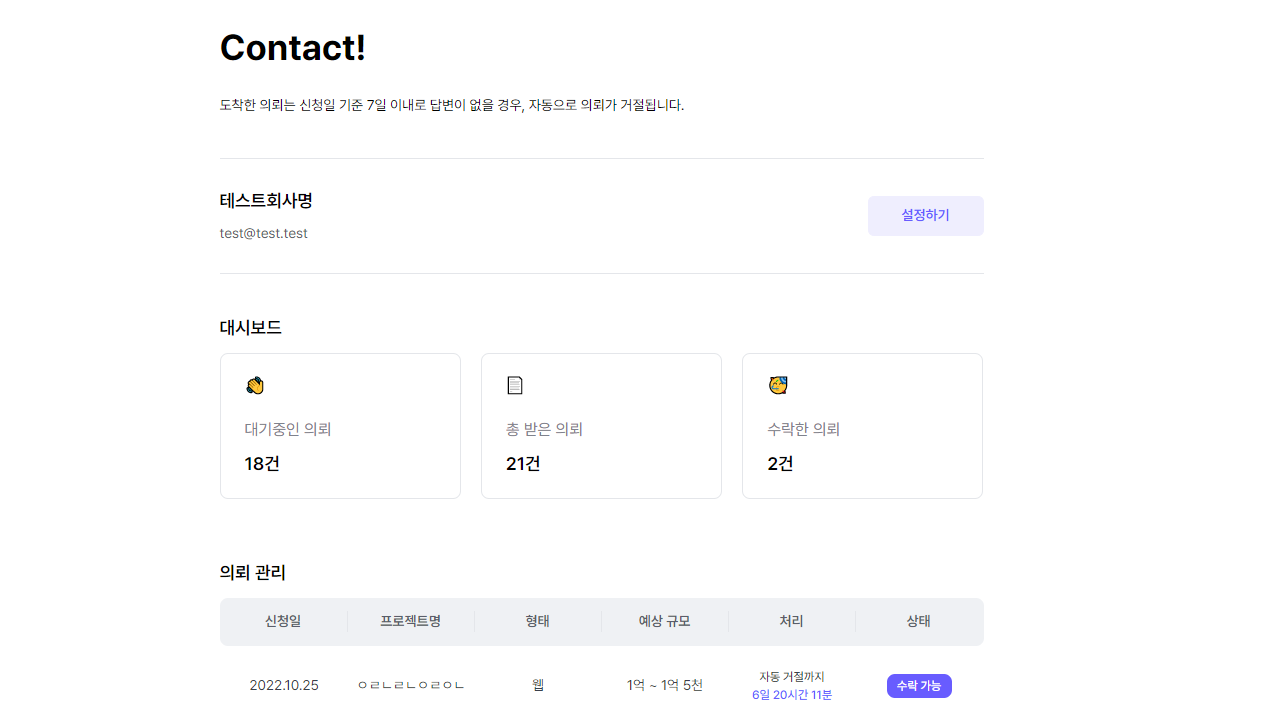 Contact!
도착한 의뢰는 신청일 기준 7일 이내로 답변이 없을 경우, 자동으로 의뢰가 거절됩니다.
테스트회사명
설정하기
test@test.test
대시보드
대기중인 의뢰
총 받은 의뢰
수락한 의뢰
18건
21건
2건
의뢰 관리
신청일 프로젝트명 형태 예상 규모 처리 상태
2022.10.25 ㅇㄹㄴㄹㄴㅇㄹㅇㄴ 웹 1억 ~ 1억 5천 자동 거절까지 수락 가능
6일 20시간 11분